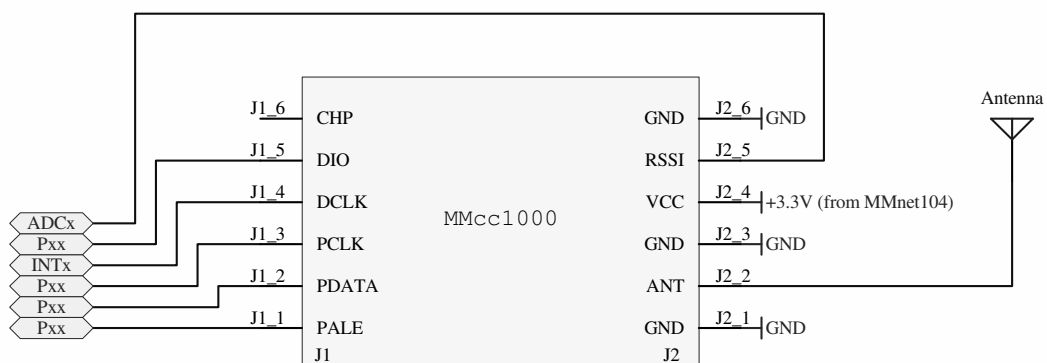 Antenna
J1_6 CHP GND J2_6 GND
J1_5 DIO RSSI J2_5
J1_4 DCLK VCC J2_4 +3.3V (from MMnet104)
ADCx
MMcc1000
Pxx J1_3 PCLK GND J2_3 GND
INTx
Pxx J1_2 PDATA ANT J2_2
Pxx
Pxx J1_1 PALE GND J2_1 GND
J1 J2